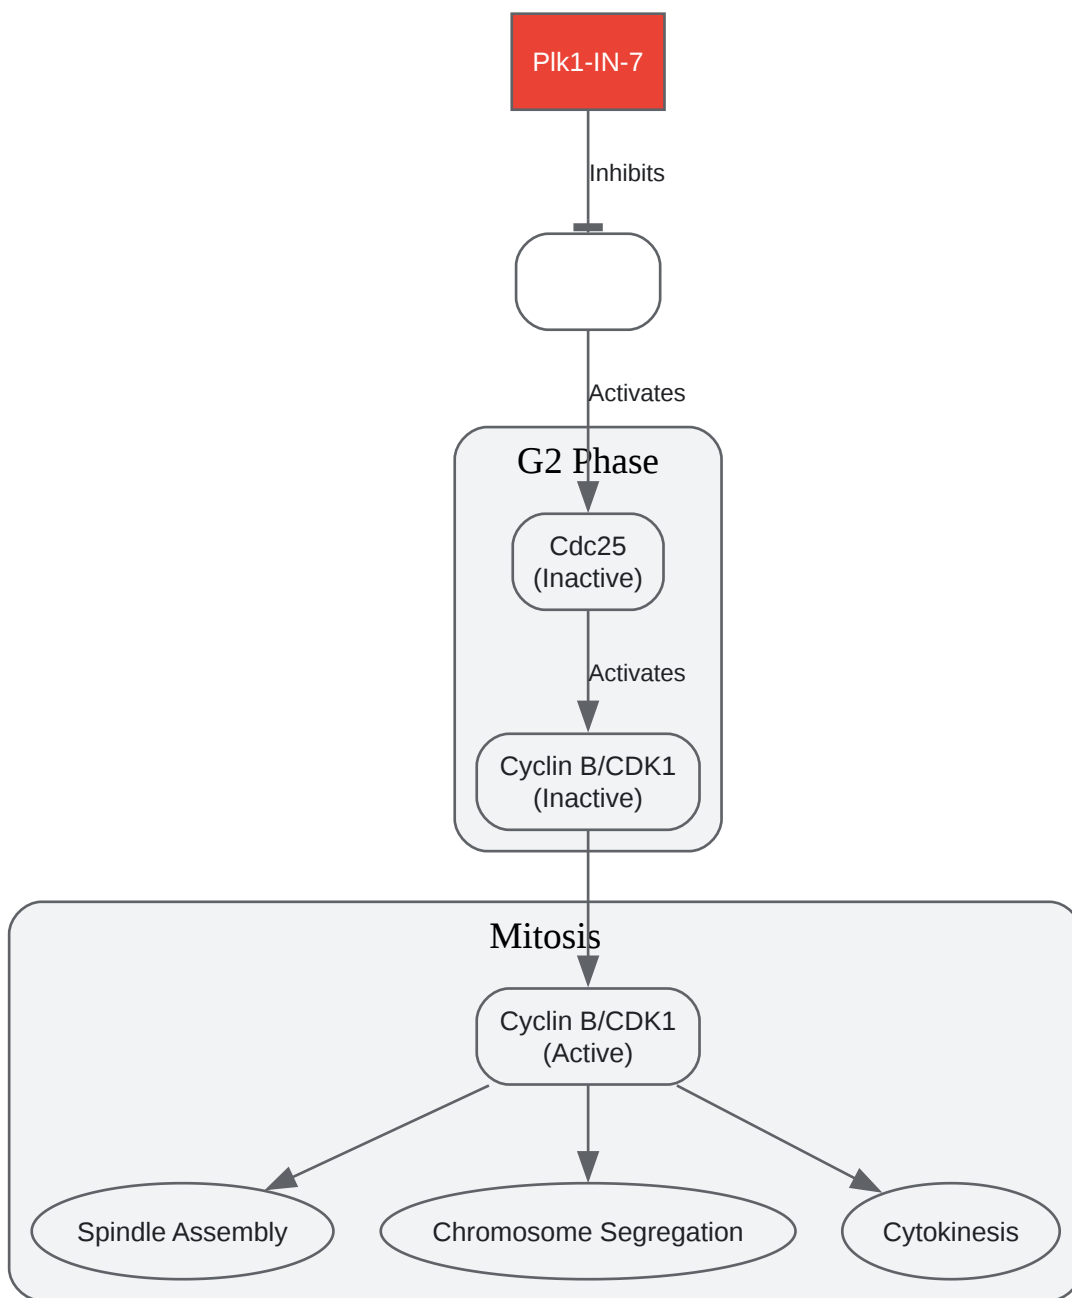 Plk1-IN-7
Inhibits
Activates
G2 Phase
Cdc25
(Inactive)
Activates
Cyclin B/CDK1
(Inactive)
Mitosis
Cyclin B/CDK1
(Active)
Spindle Assembly
Chromosome Segregation
Cytokinesis